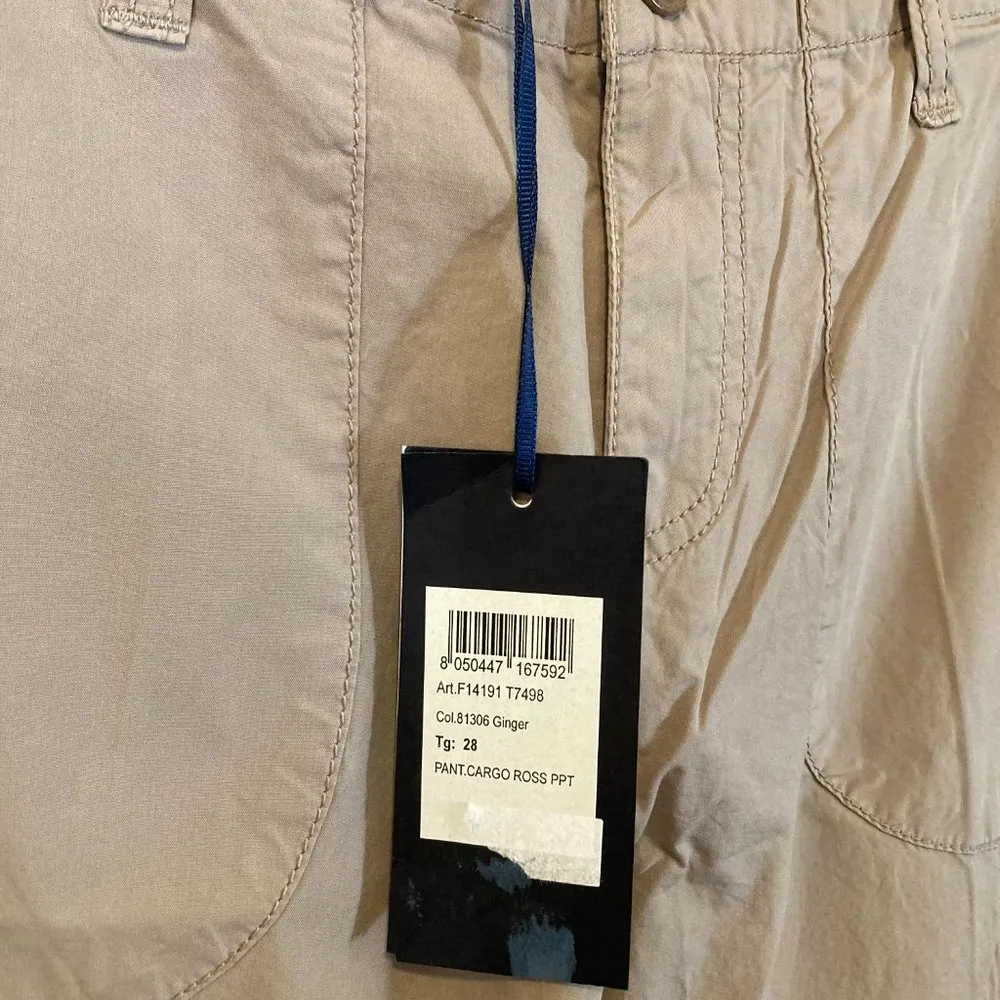 8 050447 167592
Art.F14191 T7498
Col.81306 Ginger
Tg: 28
PANT.CARGO ROSS PPT